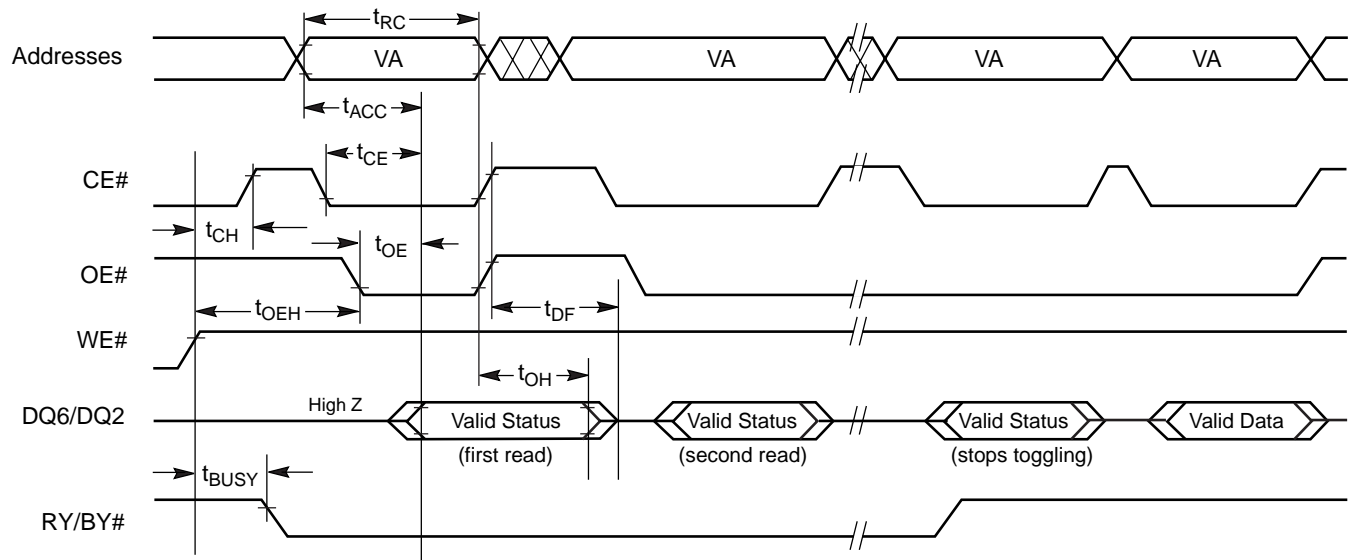 tRC
Addresses VA VA VA VA
tACC
tCE
CE#
tCH tOE
OE#
tOEH tDF
WE#
tOH
High Z
DQ6/DQ2 Valid Status Valid Status Valid Status Valid Data
(first read) (second read) (stops toggling)
tBUSY
RY/BY#